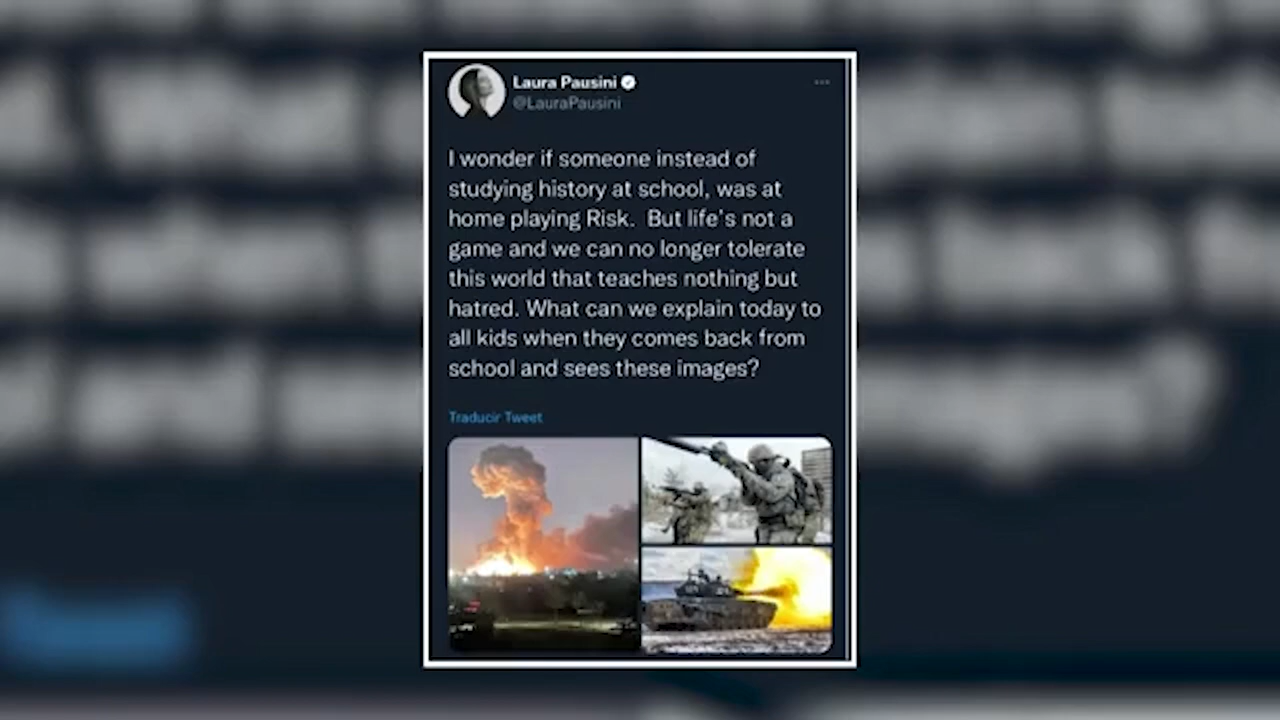 Laura Pausini
@LauraPausini
I wonder if someone instead of
studying history at school, was at
home playing Risk. But life's not a
game and we can no longer tolerate
this world that teaches nothing but
hatred. What can we explain today to
all kids when they comes back from
school and sees these images?
Traducir Tweet